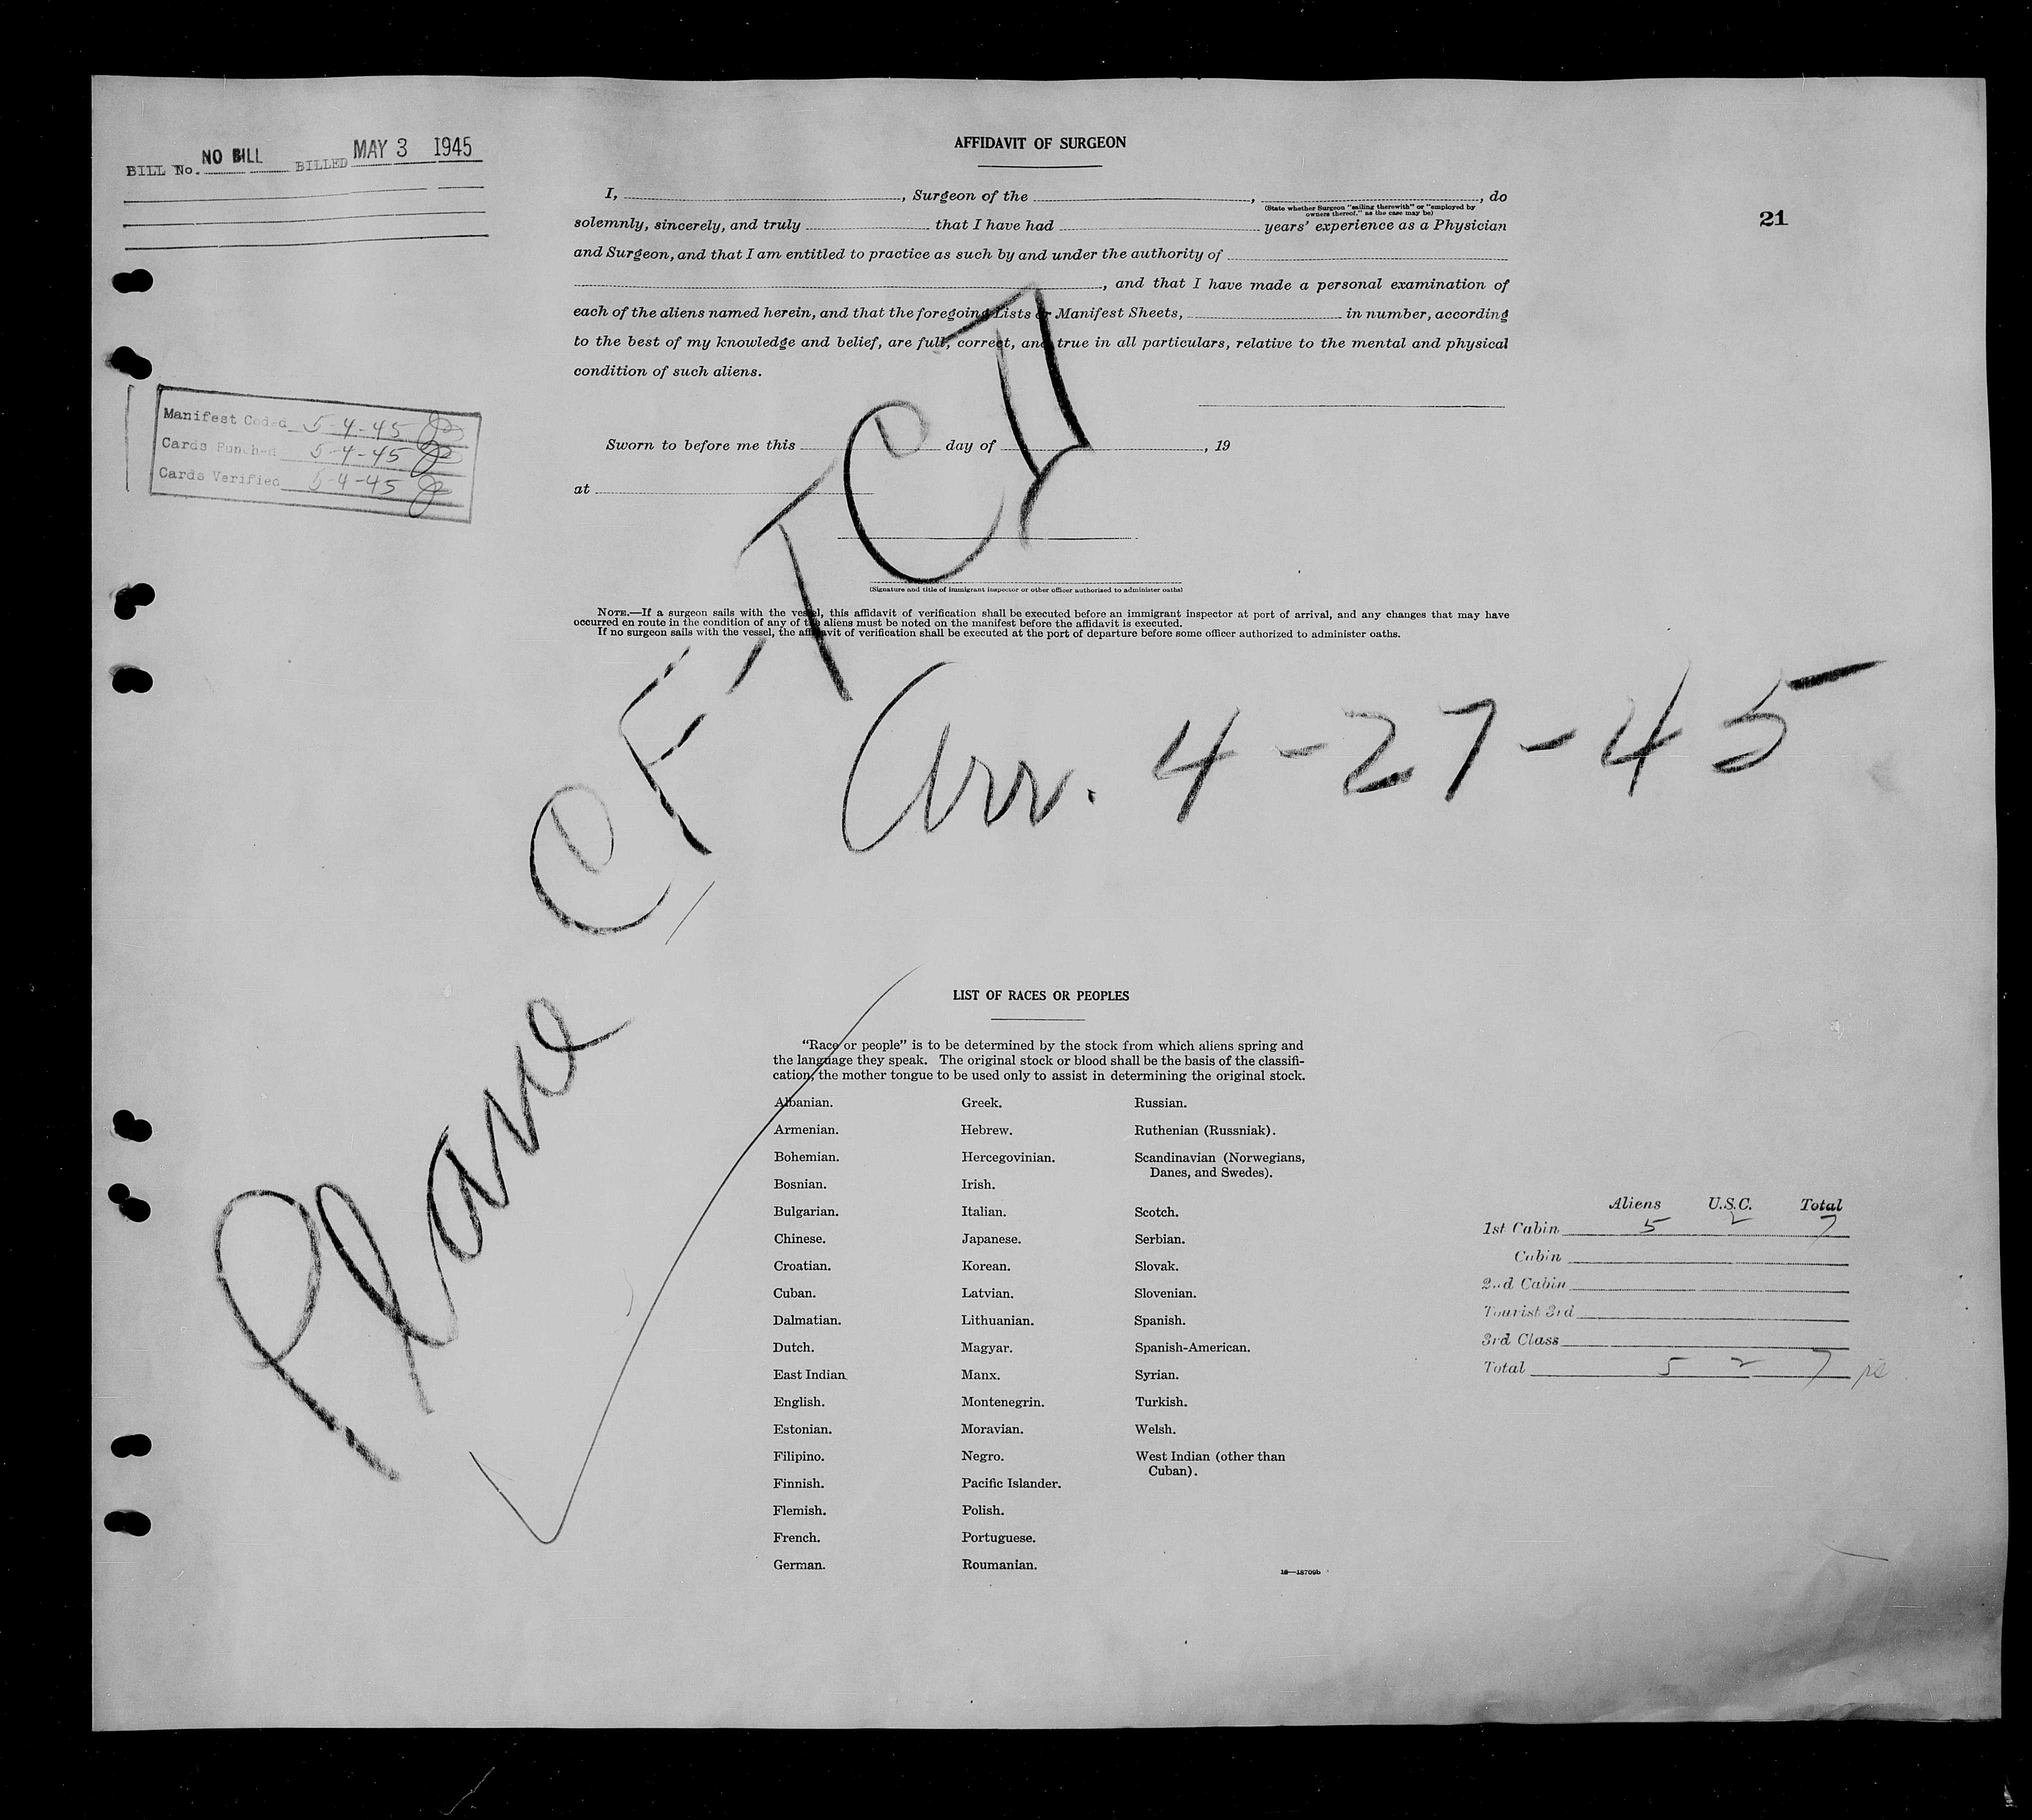 BILL No. NO BILL BILLED MAY 3 1945
AFFIDAVIT OF SURGEON
I, , Surgeon of the , , do
(State whether Surgeon "sailing therewith" or "employed by
owners thereof," as the case may be)
21
solemnly, sincerely, and truly that I have had years' experience as a Physician
and Surgeon, and that I am entitled to practice as such by and under the authority of
, and that I have made a personal examination of
each of the aliens named herein, and that the foregoing Lists or Manifest Sheets, in number, according
to the best of my knowledge and belief, are full, correct, and true in all particulars, relative to the mental and physical
condition of such aliens.
Manifest Coded 5-4-45
Cards Punched 5-4-45
Cards Verified 5-4-45
Sworn to before me this day of , 19
at
(Signature and title of immigrant inspector or other officer authorized to administer oaths)
NOTE.—If a surgeon sails with the vessel, this affidavit of verification shall be executed before an immigrant inspector at port of arrival, and any changes that may have
occurred en route in the condition of any of the aliens must be noted on the manifest before the affidavit is executed.
If no surgeon sails with the vessel, the affidavit of verification shall be executed at the port of departure before some officer authorized to administer oaths.
Plane CF-TCJ
Arr. 4-27-45
LIST OF RACES OR PEOPLES
"Race or people" is to be determined by the stock from which aliens spring and
the language they speak. The original stock or blood shall be the basis of the classifi-
cation, the mother tongue to be used only to assist in determining the original stock.
Albanian.
Armenian.
Bohemian.
Bosnian.
Bulgarian.
Chinese.
Croatian.
Cuban.
Dalmatian.
Dutch.
East Indian.
English.
Estonian.
Filipino.
Finnish.
Flemish.
French.
German.
Greek.
Hebrew.
Hercegovinian.
Irish.
Italian.
Japanese.
Korean.
Latvian.
Lithuanian.
Magyar.
Manx.
Montenegrin.
Moravian.
Negro.
Pacific Islander.
Polish.
Portuguese.
Roumanian.
Russian.
Ruthenian (Russniak).
Scandinavian (Norwegians,
Danes, and Swedes).
Scotch.
Serbian.
Slovak.
Slovenian.
Spanish.
Spanish-American.
Syrian.
Turkish.
Welsh.
West Indian (other than
Cuban).
16—18709b
Aliens U.S.C. Total
1st Cabin 5 2 7
Cabin
2nd Cabin
Tourist 3rd
3rd Class
Total 5 2 7